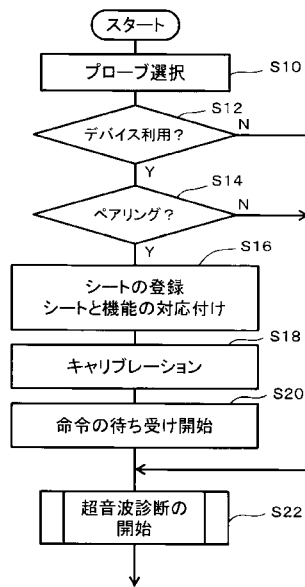 スタート
プローブ選択
S10
S12
デバイス利用?
N
Y
S14
ペアリング?
N
Y
S16
シートの登録
シートと機能の対応付け
S18
キャリブレーション
S20
命令の待ち受け開始
超音波診断の
開始
S22